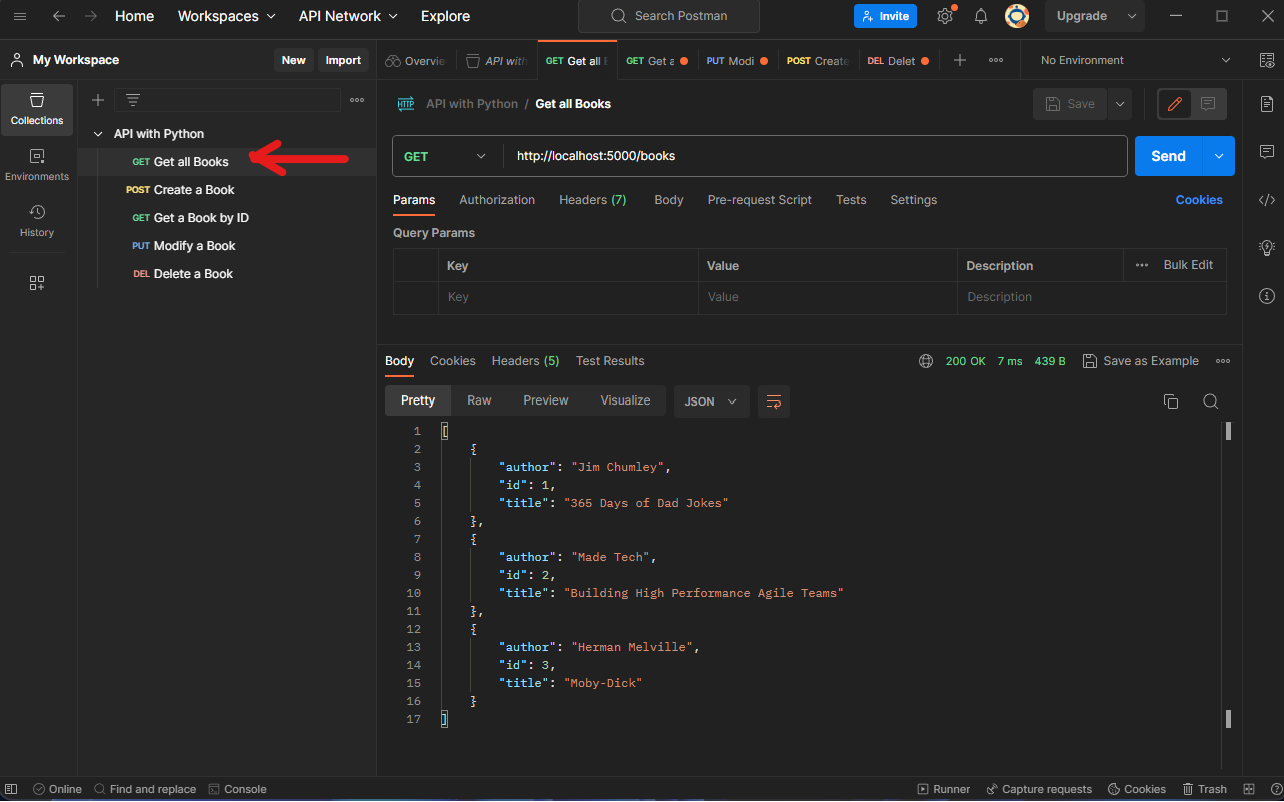 Home Workspaces API Network Explore Search Postman Invite Upgrade
My Workspace New Import Overvie API with GET Get all B GET Get a PUT Modi POST Create DEL Delet No Environment
Collections
Environments
History
API with Python
GET Get all Books
POST Create a Book
GET Get a Book by ID
PUT Modify a Book
DEL Delete a Book
HTTP API with Python / Get all Books Save
GET http://localhost:5000/books Send
Params Authorization Headers (7) Body Pre-request Script Tests Settings Cookies
Query Params
Key Value Description Bulk Edit
Key Value Description
Body Cookies Headers (5) Test Results 200 OK 7 ms 439 B Save as Example
Pretty Raw Preview Visualize JSON
1 [
2 {
3 "author": "Jim Chumley",
4 "id": 1,
5 "title": "365 Days of Dad Jokes"
6 },
7 {
8 "author": "Made Tech",
9 "id": 2,
10 "title": "Building High Performance Agile Teams"
11 },
12 {
13 "author": "Herman Melville",
14 "id": 3,
15 "title": "Moby-Dick"
16 }
17 ]
Online Find and replace Console Runner Capture requests Cookies Trash